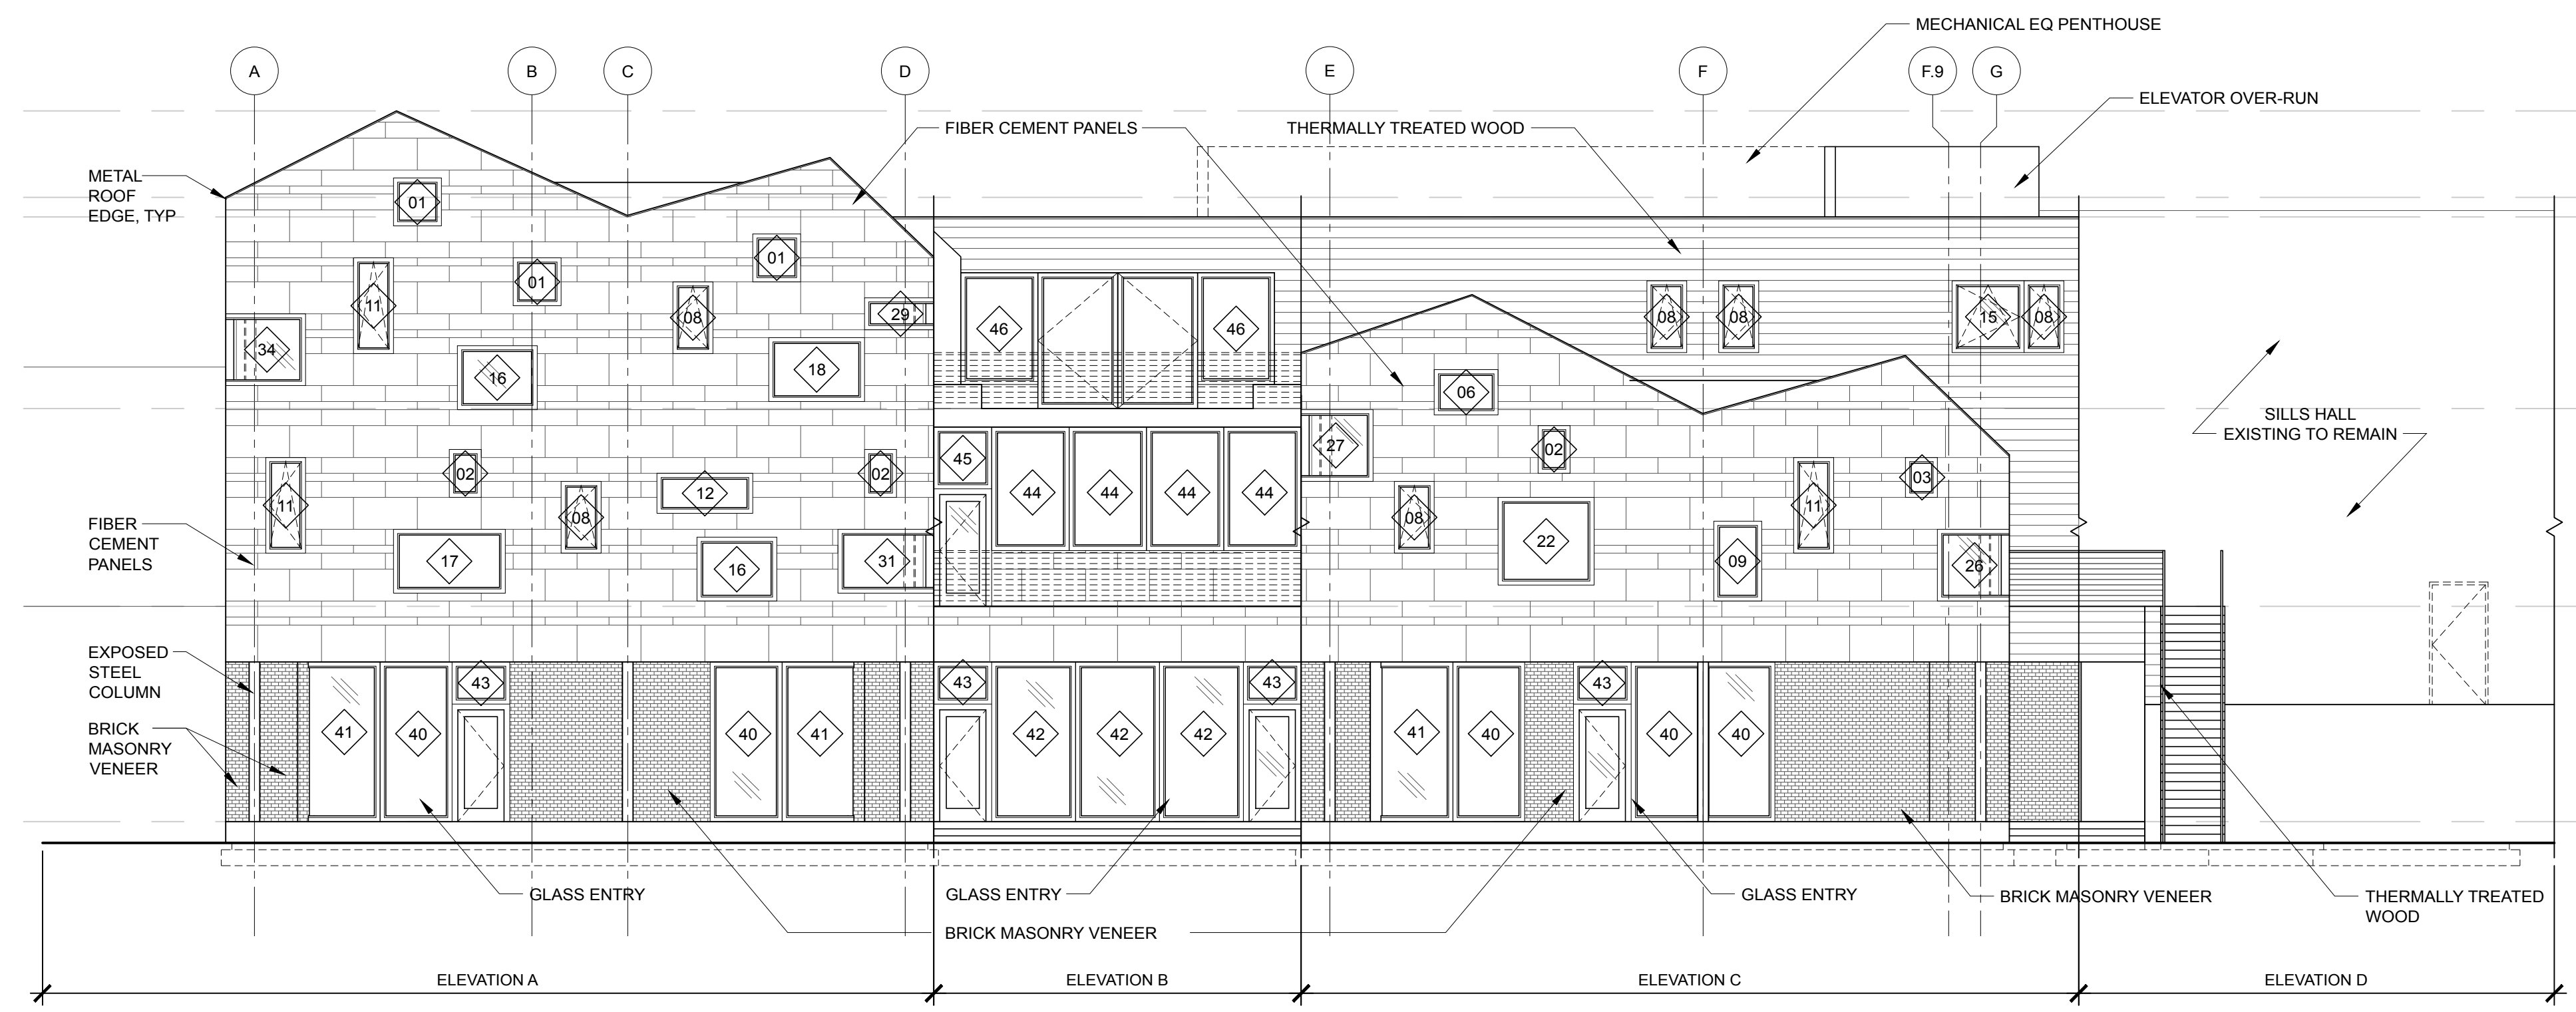 MECHANICAL EQ PENTHOUSE
A B C D E F F.9 G
ELEVATOR OVER-RUN
FIBER CEMENT PANELS
THERMALLY TREATED WOOD
METAL
ROOF
EDGE, TYP
01
01
01
11
08
29
34
16
18
46
46
08
08
15
08
06
27
02
03
SILLS HALL
EXISTING TO REMAIN
02
02
12
11
08
45
44
44
44
44
08
22
11
09
26
17
16
31
FIBER
CEMENT
PANELS
EXPOSED
STEEL
COLUMN
43
43
43
43
BRICK
MASONRY
VENEER
41
40
40
41
42
42
42
41
40
40
40
GLASS ENTRY
GLASS ENTRY
GLASS ENTRY
BRICK MASONRY VENEER
THERMALLY TREATED
WOOD
BRICK MASONRY VENEER
ELEVATION A
ELEVATION B
ELEVATION C
ELEVATION D